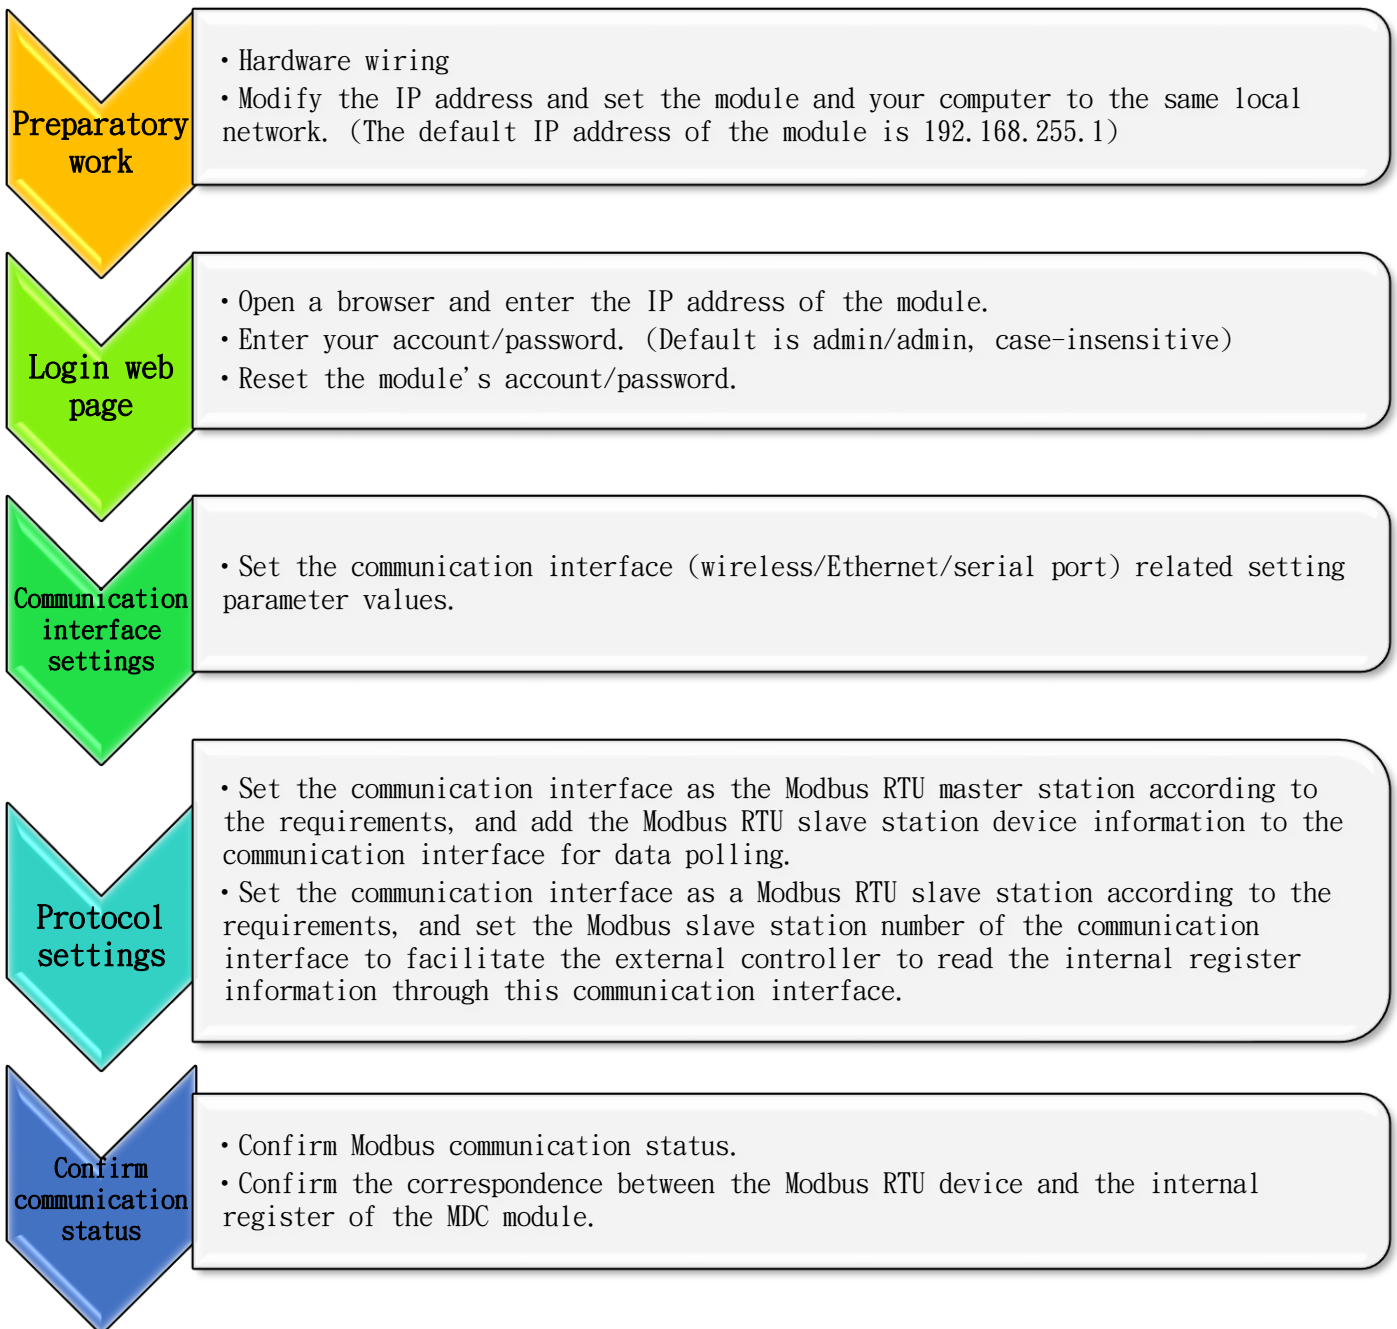 Preparatory
work
・Hardware wiring
・Modify the IP address and set the module and your computer to the same local
network. (The default IP address of the module is 192.168.255.1)
Login web
page
・Open a browser and enter the IP address of the module.
・Enter your account/password. (Default is admin/admin, case-insensitive)
・Reset the module's account/password.
Communication
interface
settings
・Set the communication interface (wireless/Ethernet/serial port) related setting
parameter values.
Protocol
settings
・Set the communication interface as the Modbus RTU master station according to
the requirements, and add the Modbus RTU slave station device information to the
communication interface for data polling.
・Set the communication interface as a Modbus RTU slave station according to the
requirements, and set the Modbus slave station number of the communication
interface to facilitate the external controller to read the internal register
information through this communication interface.
Confirm
communication
status
・Confirm Modbus communication status.
・Confirm the correspondence between the Modbus RTU device and the internal
register of the MDC module.